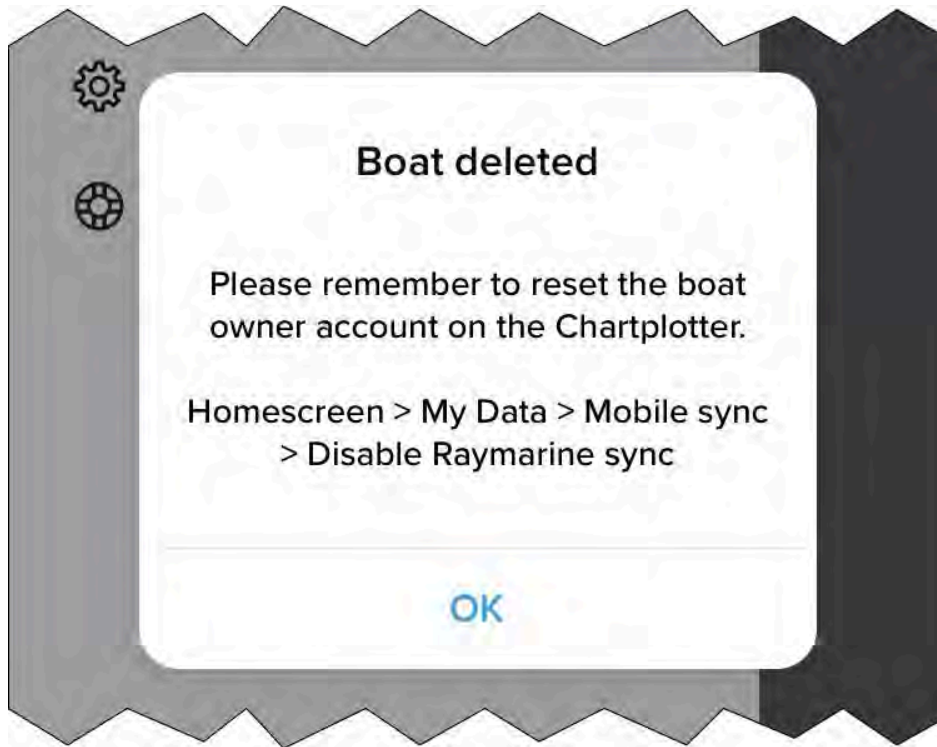 Boat deleted
Please remember to reset the boat
owner account on the Chartplotter.
Homescreen > My Data > Mobile sync
> Disable Raymarine sync
OK